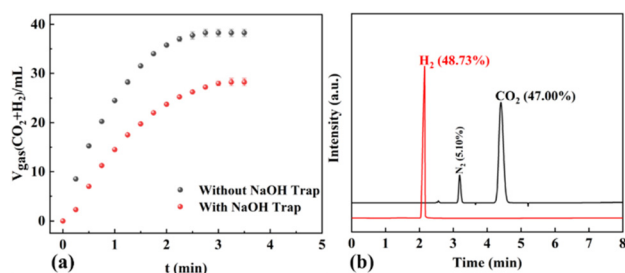 V_gas(CO₂+H₂)/mL
40
30
20
10
0
Without NaOH Trap
With NaOH Trap
0
1
2
3
4
5
(a)
t (min)
Intensity (a.u.)
H₂ (48.73%)
N₂ (5.10%)
CO₂ (47.00%)
0
1
2
3
4
5
6
7
8
(b)
Time (min)